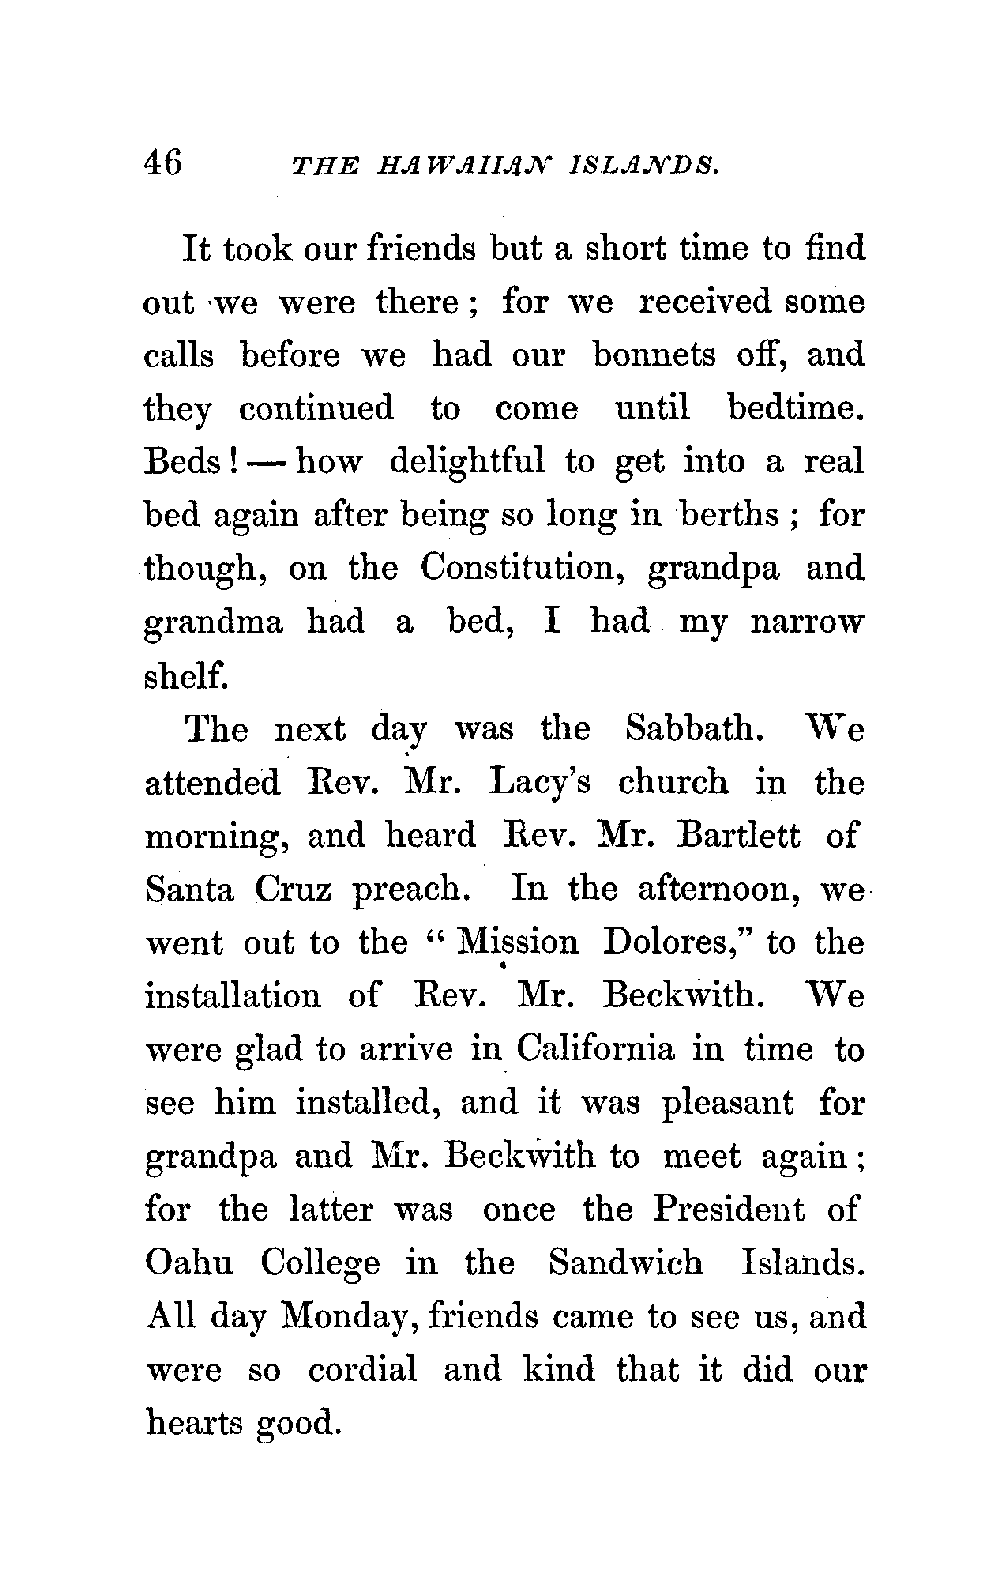 46 THE HAWAIIAN ISLANDS.
It took our friends but a short time to find
out we were there; for we received some
calls before we had our bonnets off, and
they continued to come until bedtime.
Beds! — how delightful to get into a real
bed again after being so long in berths; for
though, on the Constitution, grandpa and
grandma had a bed, I had my narrow
shelf.
The next day was the Sabbath. We
attended Rev. Mr. Lacy's church in the
morning, and heard Rev. Mr. Bartlett of
Santa Cruz preach. In the afternoon, we
went out to the “Mission Dolores,” to the
installation of Rev. Mr. Beckwith. We
were glad to arrive in California in time to
see him installed, and it was pleasant for
grandpa and Mr. Beckwith to meet again;
for the latter was once the President of
Oahu College in the Sandwich Islands.
All day Monday, friends came to see us, and
were so cordial and kind that it did our
hearts good.